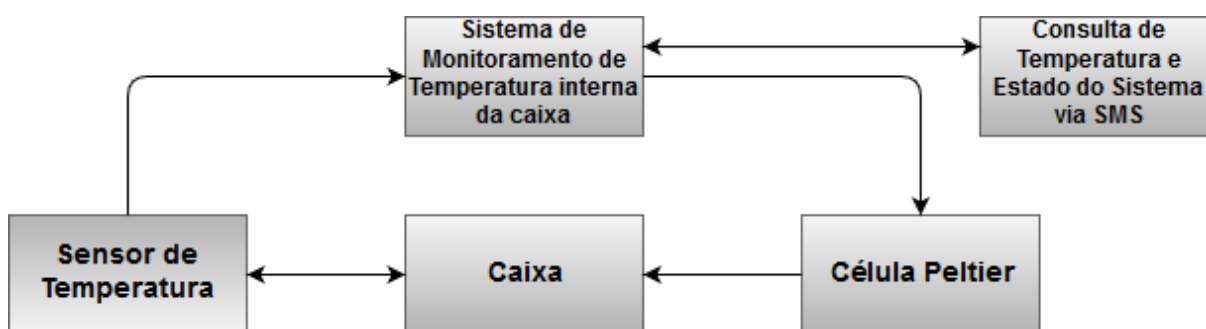 Sistema de
Monitoramento de
Temperatura interna
da caixa
Consulta de
Temperatura e
Estado do Sistema
via SMS
Sensor de
Temperatura
Caixa
Célula Peltier